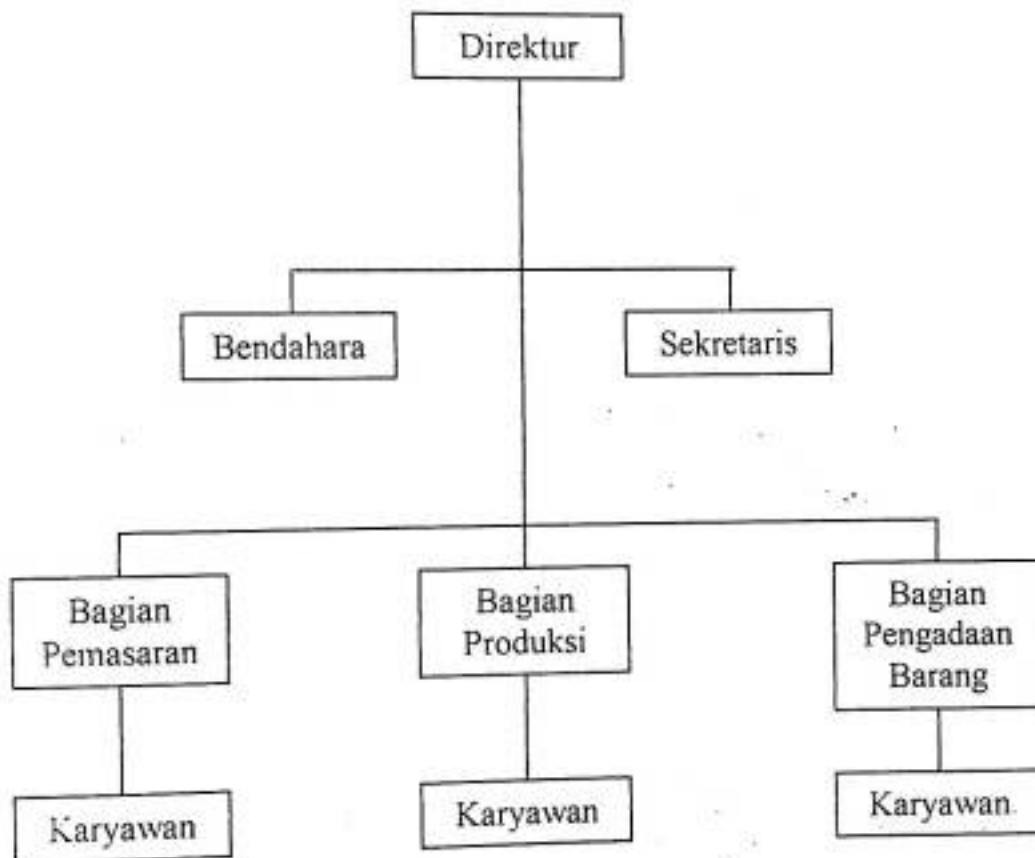 Direktur
Bendahara
Sekretaris
Bagian
Pemasaran
Bagian
Produksi
Bagian
Pengadaan
Barang
Karyawan
Karyawan
Karyawan